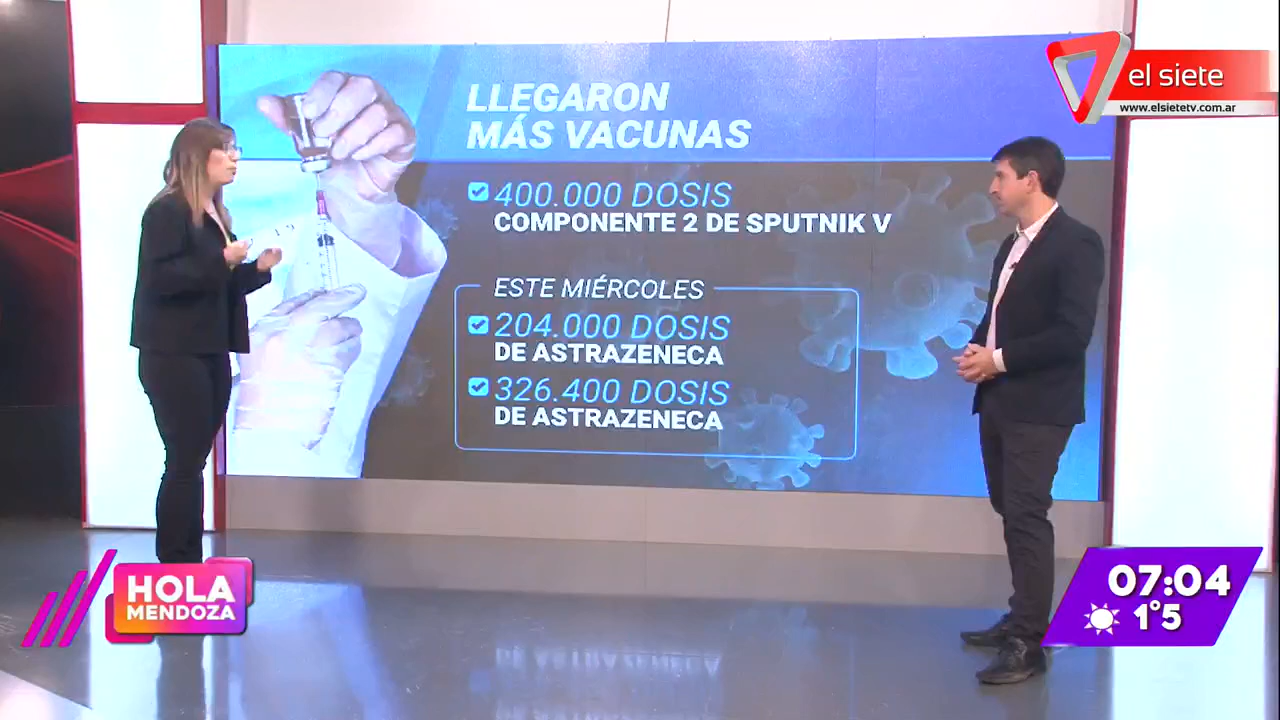 el siete
www.elsietetv.com.ar
LLEGARON
MÁS VACUNAS
400.000 DOSIS
COMPONENTE 2 DE SPUTNIK V
ESTE MIÉRCOLES
204.000 DOSIS
DE ASTRAZENECA
326.400 DOSIS
DE ASTRAZENECA
HOLA
MENDOZA
07:04
1°5